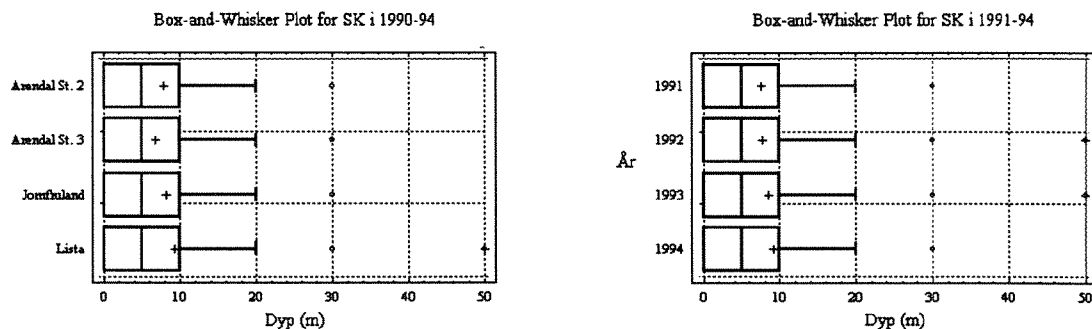 Box-and-Whisker Plot for SK i 1990-94
Arendal St. 2
Arendal St. 3
Jomfruland
Lista
0 10 20 30 40 50
Dyp (m)
Box-and-Whisker Plot for SK i 1991-94
År
1991
1992
1993
1994
0 10 20 30 40 50
Dyp (m)